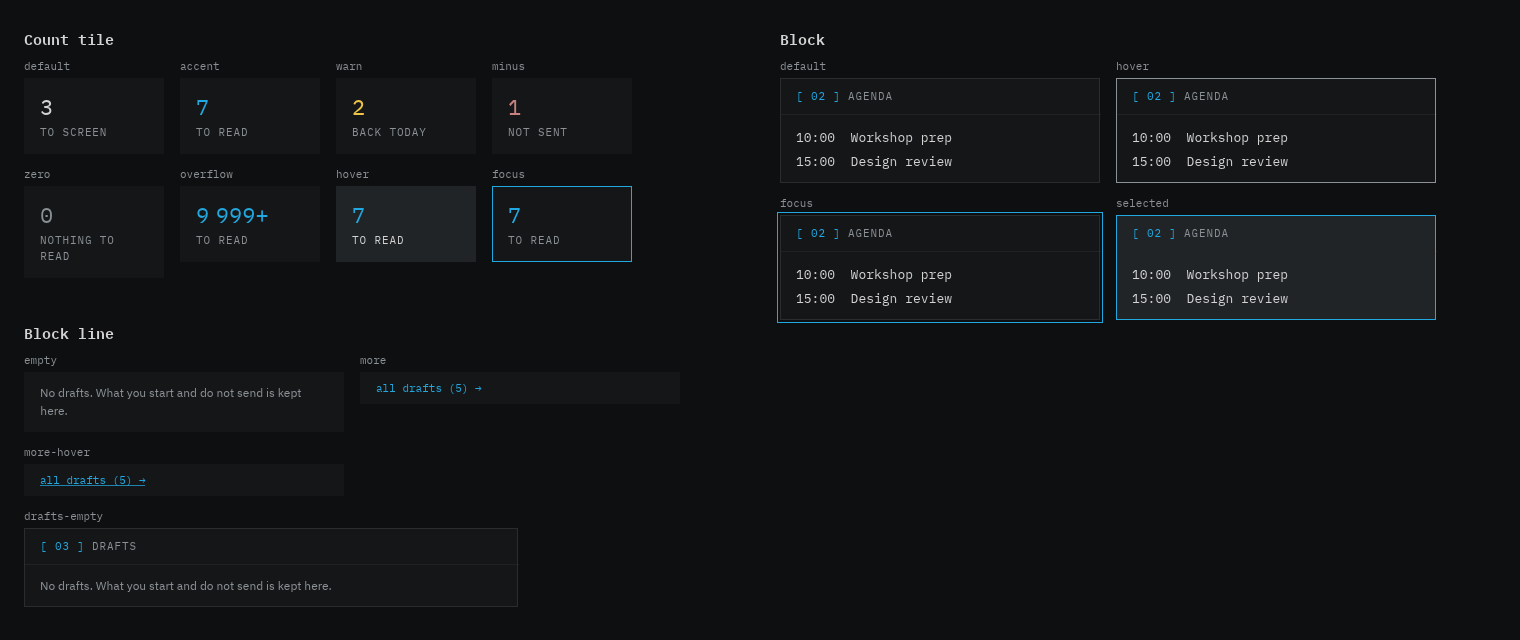 Count tile
default
accent
warn
minus
3
7
2
1
TO SCREEN
TO READ
BACK TODAY
NOT SENT
zero
overflow
hover
focus
0
9 999+
7
7
NOTHING TO
READ
TO READ
TO READ
TO READ
Block line
empty
more
No drafts. What you start and do not send is kept
here.
all drafts (5) →
more-hover
all drafts (5) →
drafts-empty
[ 03 ] DRAFTS
No drafts. What you start and do not send is kept here.
Block
default
hover
[ 02 ] AGENDA
10:00 Workshop prep
15:00 Design review
[ 02 ] AGENDA
10:00 Workshop prep
15:00 Design review
focus
selected
[ 02 ] AGENDA
10:00 Workshop prep
15:00 Design review
[ 02 ] AGENDA
10:00 Workshop prep
15:00 Design review